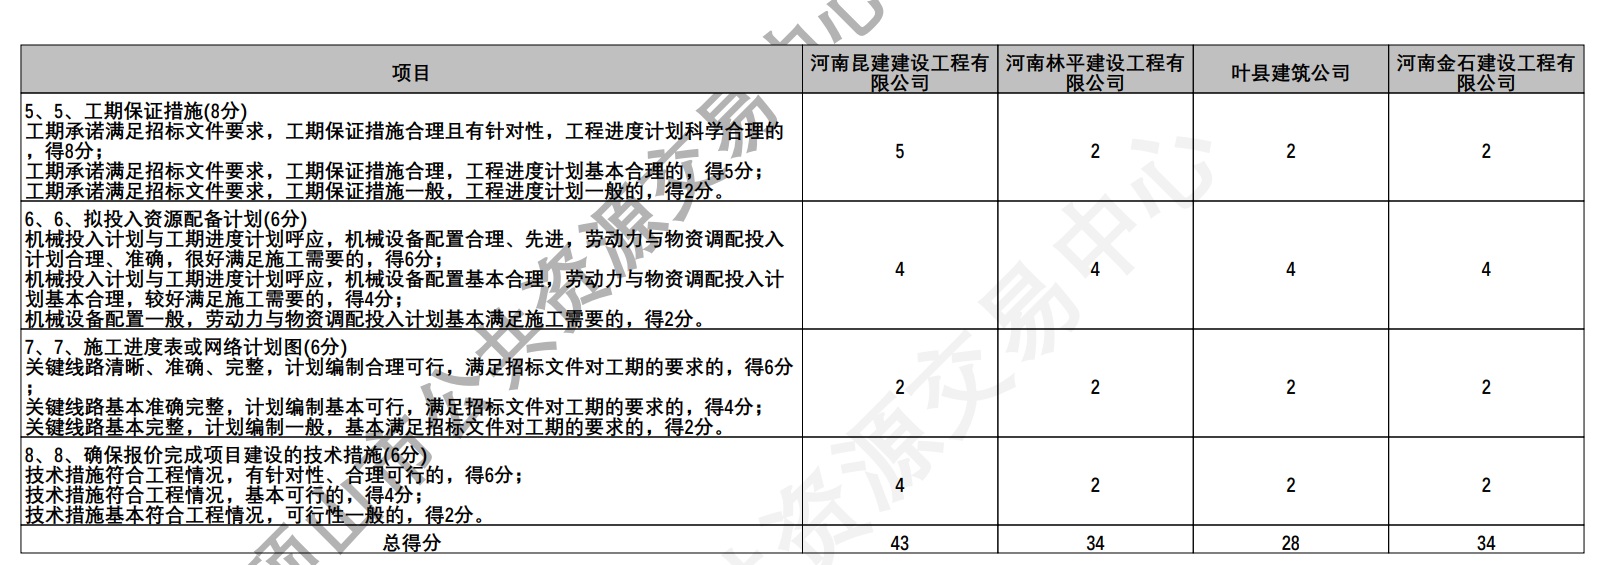 项目
河南昆建建设工程有
限公司
河南林平建设工程有
限公司
叶县建筑公司
河南金石建设工程有
限公司
5、5、工期保证措施(8分)
工期承诺满足招标文件要求，工期保证措施合理且有针对性，工程进度计划科学合理的
，得8分；
工期承诺满足招标文件要求，工期保证措施合理，工程进度计划基本合理的，得5分；
工期承诺满足招标文件要求，工期保证措施一般，工程进度计划一般的，得2分。
5
2
2
2
6、6、拟投入资源配备计划(6分)
机械投入计划与工期进度计划呼应，机械设备配置合理、先进，劳动力与物资调配投入
计划合理、准确，很好满足施工需要的，得6分；
机械投入计划与工期进度计划呼应，机械设备配置基本合理，劳动力与物资调配投入计
划基本合理，较好满足施工需要的，得4分；
机械设备配置一般，劳动力与物资调配投入计划基本满足施工需要的，得2分。
4
4
4
4
7、7、施工进度表或网络计划图(6分)
关键线路清晰、准确、完整，计划编制合理可行，满足招标文件对工期的要求的，得6分
；
关键线路基本准确完整，计划编制基本可行，满足招标文件对工期的要求的，得4分；
关键线路基本完整，计划编制一般，基本满足招标文件对工期的要求的，得2分。
2
2
2
2
8、8、确保报价完成项目建设的技术措施(6分)
技术措施符合工程情况，有针对性、合理可行的，得6分；
技术措施符合工程情况，基本可行的，得4分；
技术措施基本符合工程情况，可行性一般的，得2分。
4
2
2
2
总得分
43
34
28
34
顶山市公共资源交易中心
共资源交易中心